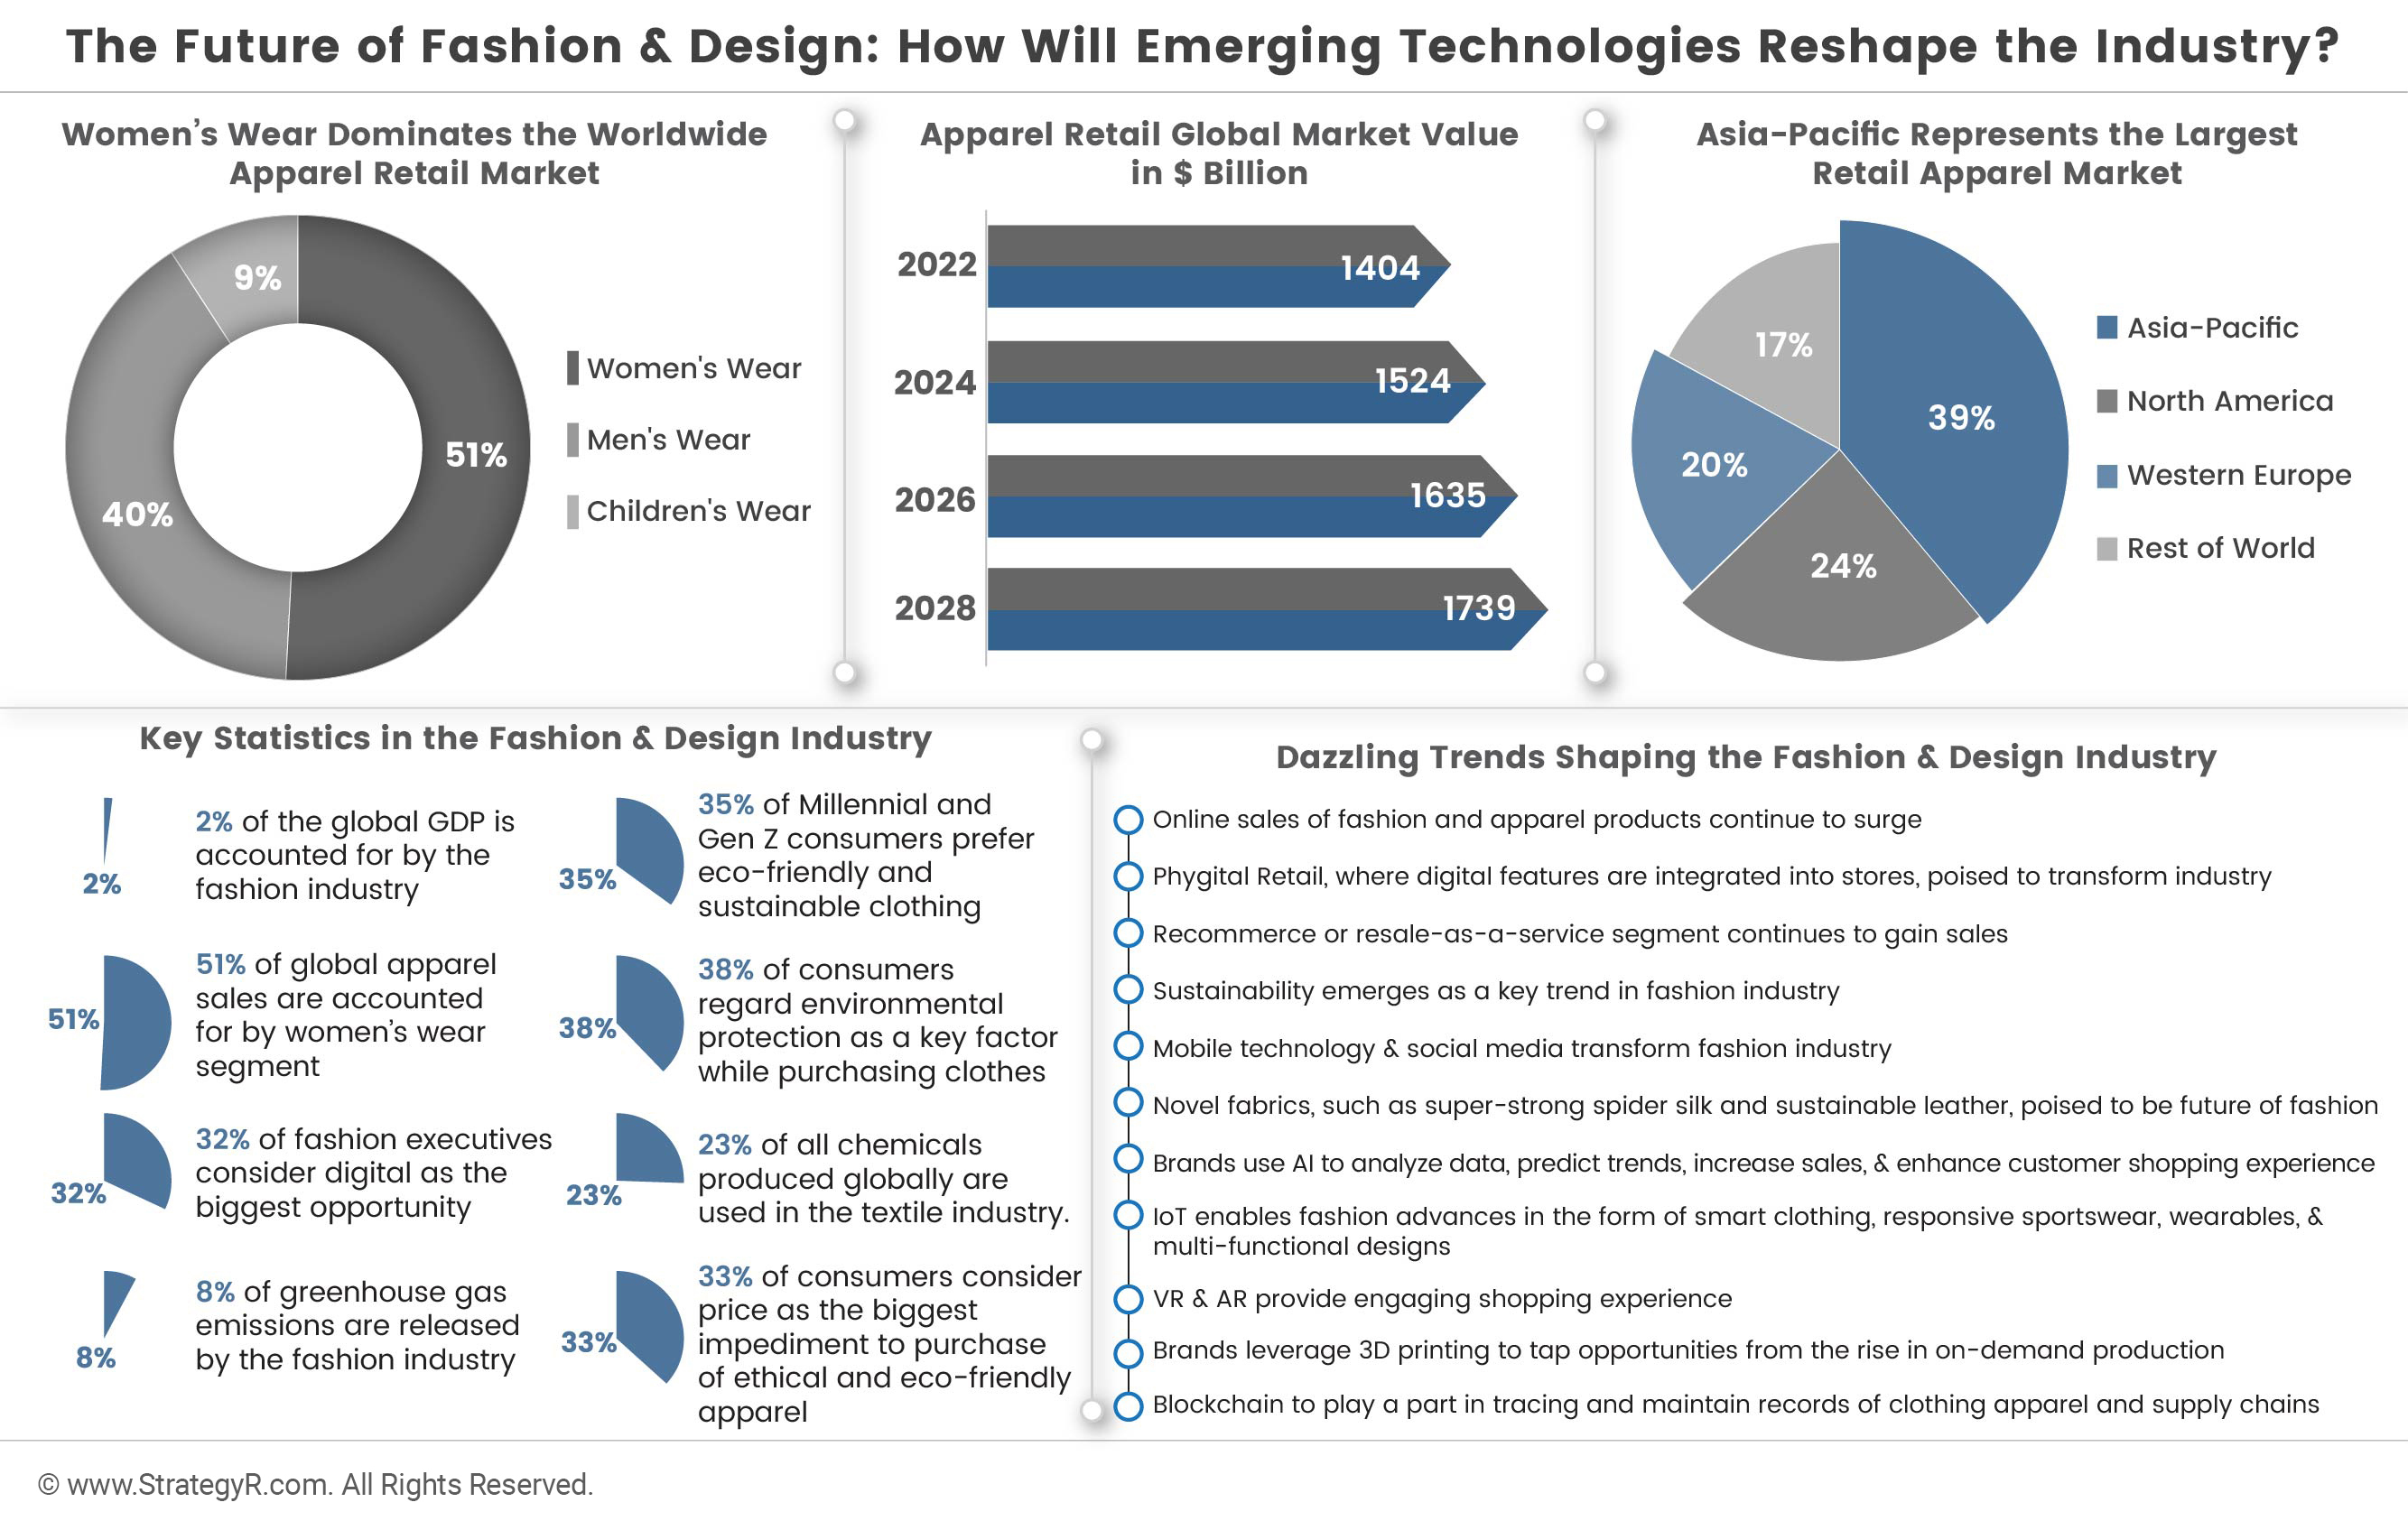 The Future of Fashion & Design: How Will Emerging Technologies Reshape the Industry?
Women’s Wear Dominates the Worldwide
Apparel Retail Market
9%
51%
40%
Women's Wear
Men's Wear
Children's Wear
Apparel Retail Global Market Value
in $ Billion
2022
1404
2024
1524
2026
1635
2028
1739
Asia-Pacific Represents the Largest
Retail Apparel Market
17%
39%
20%
24%
Asia-Pacific
North America
Western Europe
Rest of World
Key Statistics in the Fashion & Design Industry
2%
2% of the global GDP is
accounted for by the
fashion industry
51%
51% of global apparel
sales are accounted
for by women’s wear
segment
32%
32% of fashion executives
consider digital as the
biggest opportunity
8%
8% of greenhouse gas
emissions are released
by the fashion industry
35%
35% of Millennial and
Gen Z consumers prefer
eco-friendly and
sustainable clothing
38%
38% of consumers
regard environmental
protection as a key factor
while purchasing clothes
23%
23% of all chemicals
produced globally are
used in the textile industry.
33%
33% of consumers consider
price as the biggest
impediment to purchase
of ethical and eco-friendly
apparel
Dazzling Trends Shaping the Fashion & Design Industry
Online sales of fashion and apparel products continue to surge
Phygital Retail, where digital features are integrated into stores, poised to transform industry
Recommerce or resale-as-a-service segment continues to gain sales
Sustainability emerges as a key trend in fashion industry
Mobile technology & social media transform fashion industry
Novel fabrics, such as super-strong spider silk and sustainable leather, poised to be future of fashion
Brands use AI to analyze data, predict trends, increase sales, & enhance customer shopping experience
IoT enables fashion advances in the form of smart clothing, responsive sportswear, wearables, &
multi-functional designs
VR & AR provide engaging shopping experience
Brands leverage 3D printing to tap opportunities from the rise in on-demand production
Blockchain to play a part in tracing and maintain records of clothing apparel and supply chains
© www.StrategyR.com. All Rights Reserved.